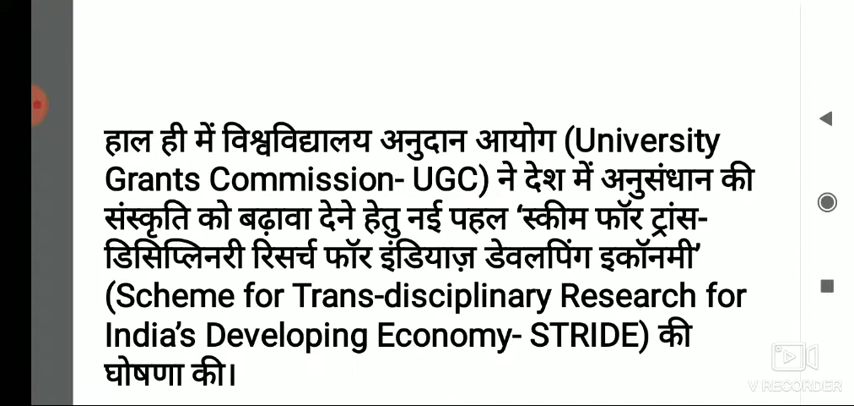 हाल ही में विश्वविद्यालय अनुदान आयोग (University
Grants Commission- UGC) ने देश में अनुसंधान की
संस्कृति को बढ़ावा देने हेतु नई पहल ‘स्कीम फॉर ट्रांस-
डिसिप्लिनरी रिसर्च फॉर इंडियाज़ डेवलपिंग इकॉनमी’
(Scheme for Trans-disciplinary Research for
India’s Developing Economy- STRIDE) की
घोषणा की।
V RECORDER